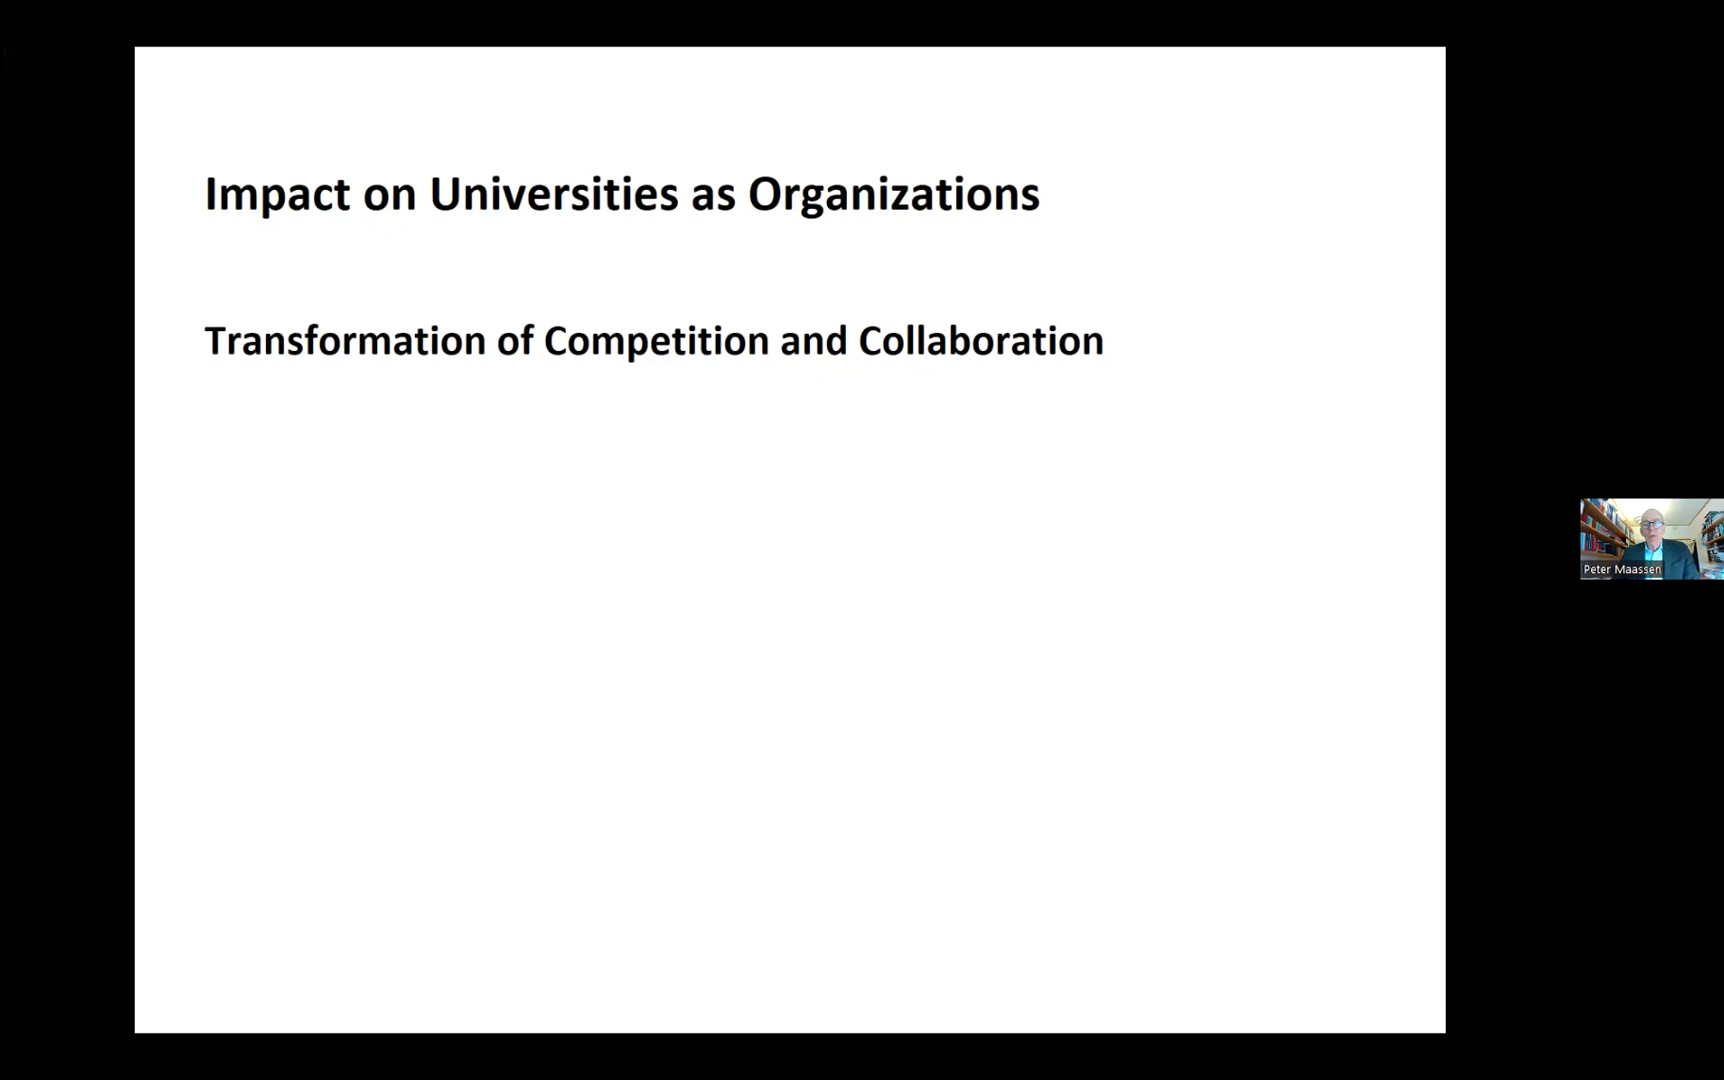 Impact on Universities as Organizations
Transformation of Competition and Collaboration
Peter Maassen